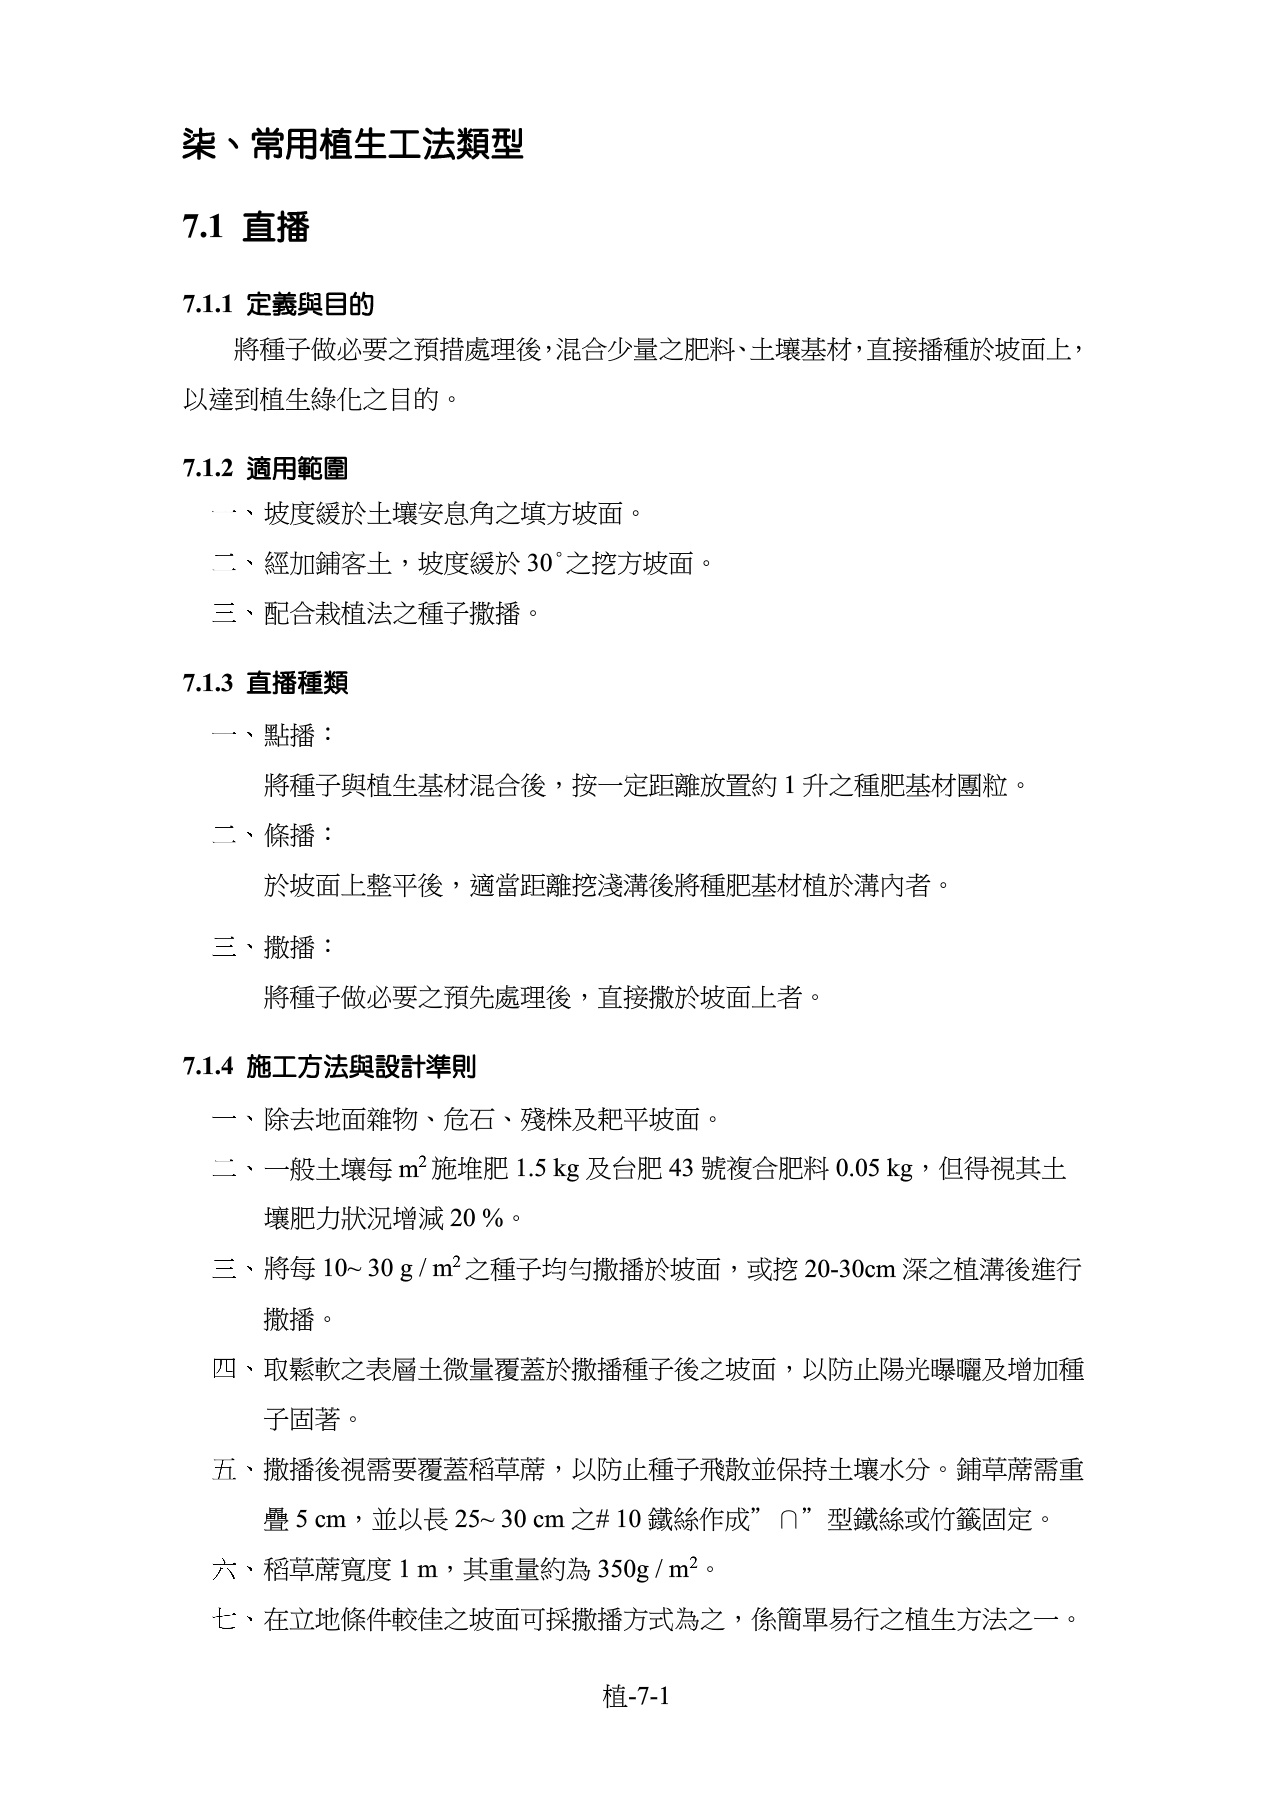 柒、常用植生工法類型
7.1 直播
7.1.1 定義與目的
將種子做必要之預措處理後，混合少量之肥料、土壤基材，直接播種於坡面上，
以達到植生綠化之目的。
7.1.2 適用範圍
一、坡度緩於土壤安息角之填方坡面。
二、經加鋪客土，坡度緩於 30°之挖方坡面。
三、配合栽植法之種子撒播。
7.1.3 直播種類
一、點播：
將種子與植生基材混合後，按一定距離放置約 1 升之種肥基材團粒。
二、條播：
於坡面上整平後，適當距離挖淺溝後將種肥基材植於溝內者。
三、撒播：
將種子做必要之預先處理後，直接撒於坡面上者。
7.1.4 施工方法與設計準則
一、除去地面雜物、危石、殘株及耙平坡面。
二、一般土壤每 m² 施堆肥 1.5 kg 及台肥 43 號複合肥料 0.05 kg，但得視其土
壤肥力狀況增減 20 %。
三、將每 10~ 30 g / m² 之種子均勻撒播於坡面，或挖 20-30cm 深之植溝後進行
撒播。
四、取鬆軟之表層土微量覆蓋於撒播種子後之坡面，以防止陽光曝曬及增加種
子固著。
五、撒播後視需要覆蓋稻草蓆，以防止種子飛散並保持土壤水分。鋪草蓆需重
疊 5 cm，並以長 25~ 30 cm 之# 10 鐵絲作成”∩”型鐵絲或竹籤固定。
六、稻草蓆寬度 1 m，其重量約為 350g / m²。
七、在立地條件較佳之坡面可採撒播方式為之，係簡單易行之植生方法之一。
植-7-1